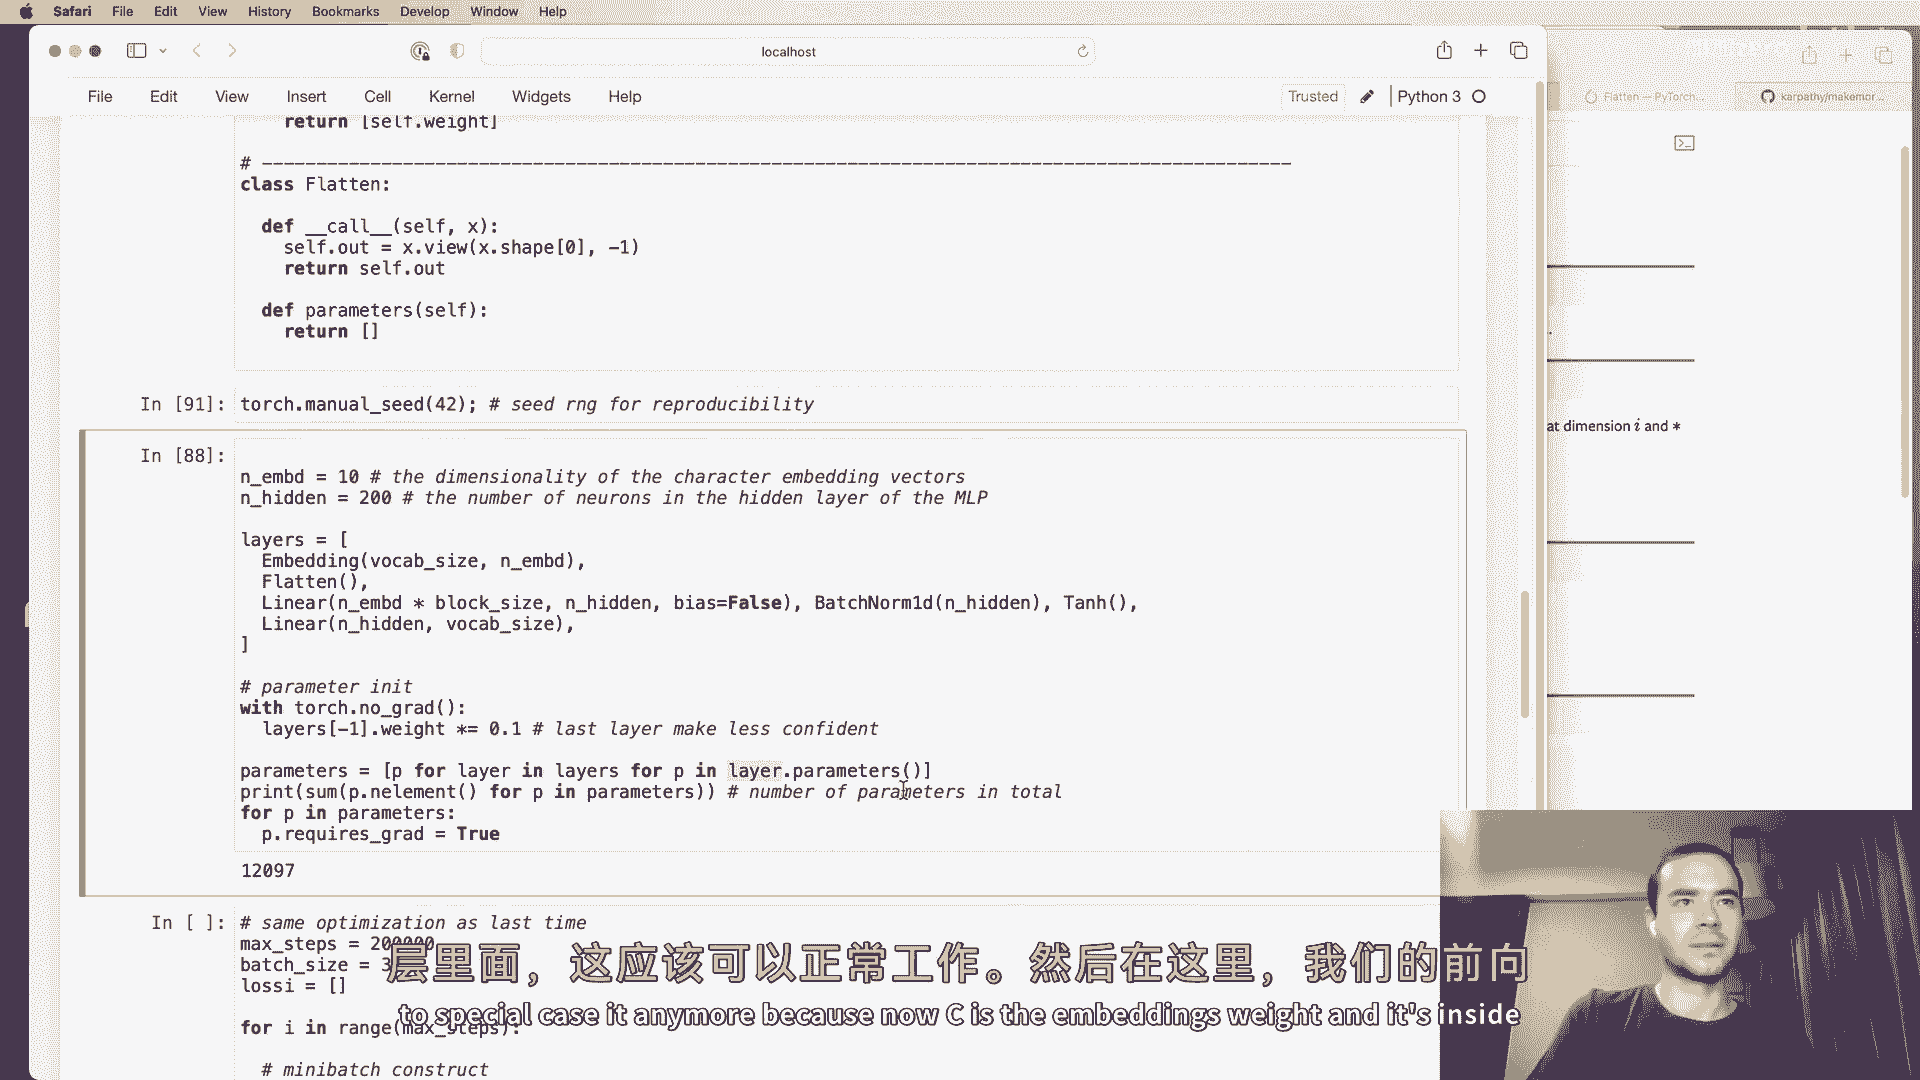 Safari File Edit View History Bookmarks Develop Window Help
localhost
File Edit View Insert Cell Kernel Widgets Help
Trusted Python 3
Flatten — PyTorch...
karpathy/makemor...
return [self.weight]
# ----------------------------------------------------------------------------------------------
class Flatten:
def __call__(self, x):
self.out = x.view(x.shape[0], -1)
return self.out
def parameters(self):
return []
In [91]: torch.manual_seed(42); # seed rng for reproducibility
at dimension i and *
In [88]:
n_embd = 10 # the dimensionality of the character embedding vectors
n_hidden = 200 # the number of neurons in the hidden layer of the MLP
layers = [
Embedding(vocab_size, n_embd),
Flatten(),
Linear(n_embd * block_size, n_hidden, bias=False), BatchNorm1d(n_hidden), Tanh(),
Linear(n_hidden, vocab_size),
]
# parameter init
with torch.no_grad():
layers[-1].weight *= 0.1 # last layer make less confident
parameters = [p for layer in layers for p in layer.parameters()]
print(sum(p.nelement() for p in parameters)) # number of parameters in total
for p in parameters:
p.requires_grad = True
12097
In [ ]: # same optimization as last time
max_steps = 200000
batch_size = 3
lossi = []
for i in range(max_steps):
# minibatch construct
层里面，这应该可以正常工作。然后在这里，我们的前向
to special case it anymore because now C is the embeddings weight and it's inside